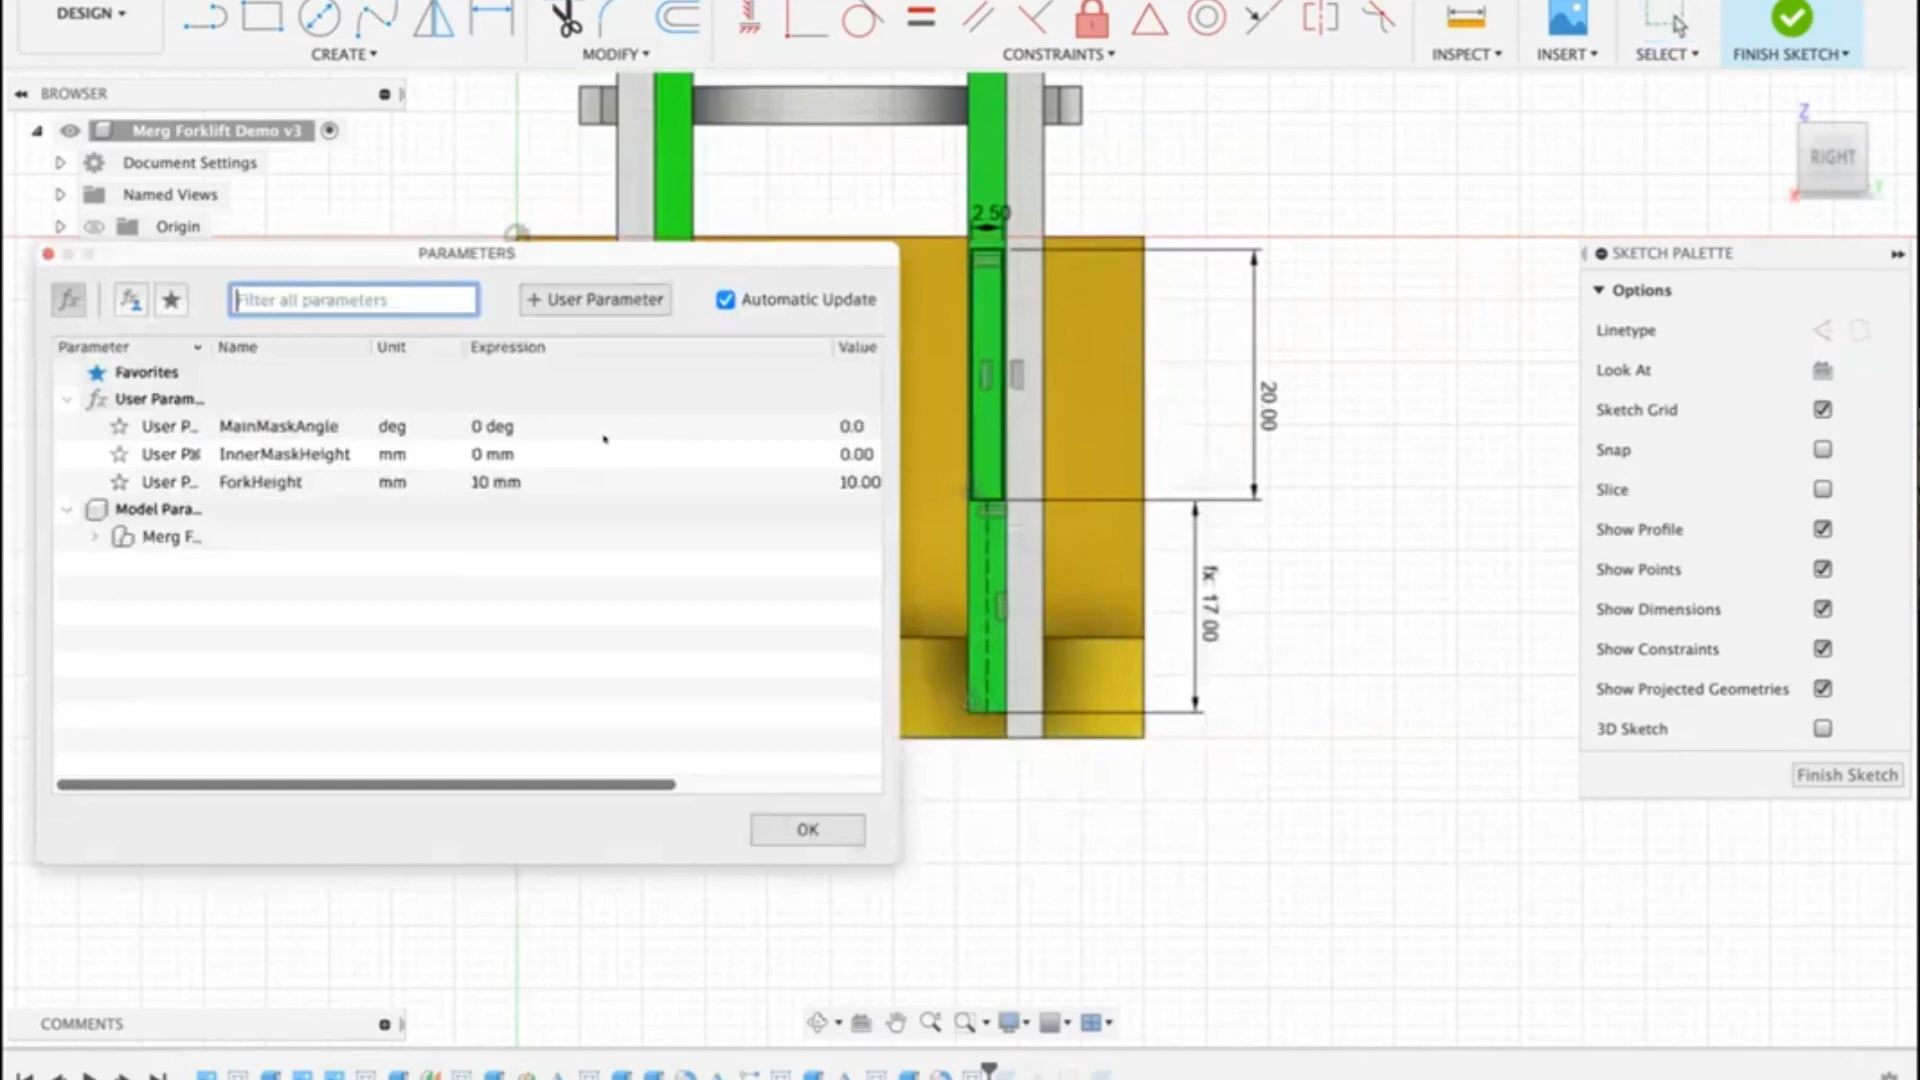 DESIGN
CREATE
MODIFY
CONSTRAINTS
INSPECT
INSERT
SELECT
FINISH SKETCH
BROWSER
Merg Forklift Demo v3
Document Settings
Named Views
Origin
Z
RIGHT
X
Y
2.50
20.00
fx: 17.00
PARAMETERS
fx
Filter all parameters
+ User Parameter
Automatic Update
Parameter Name Unit Expression Value
Favorites
fx User Param...
User P... MainMaskAngle deg 0 deg 0.0
User P InnerMaskHeight mm 0 mm 0.00
User P... ForkHeight mm 10 mm 10.00
Model Para...
Merg F...
OK
SKETCH PALETTE
Options
Linetype
Look At
Sketch Grid
Snap
Slice
Show Profile
Show Points
Show Dimensions
Show Constraints
Show Projected Geometries
3D Sketch
Finish Sketch
COMMENTS